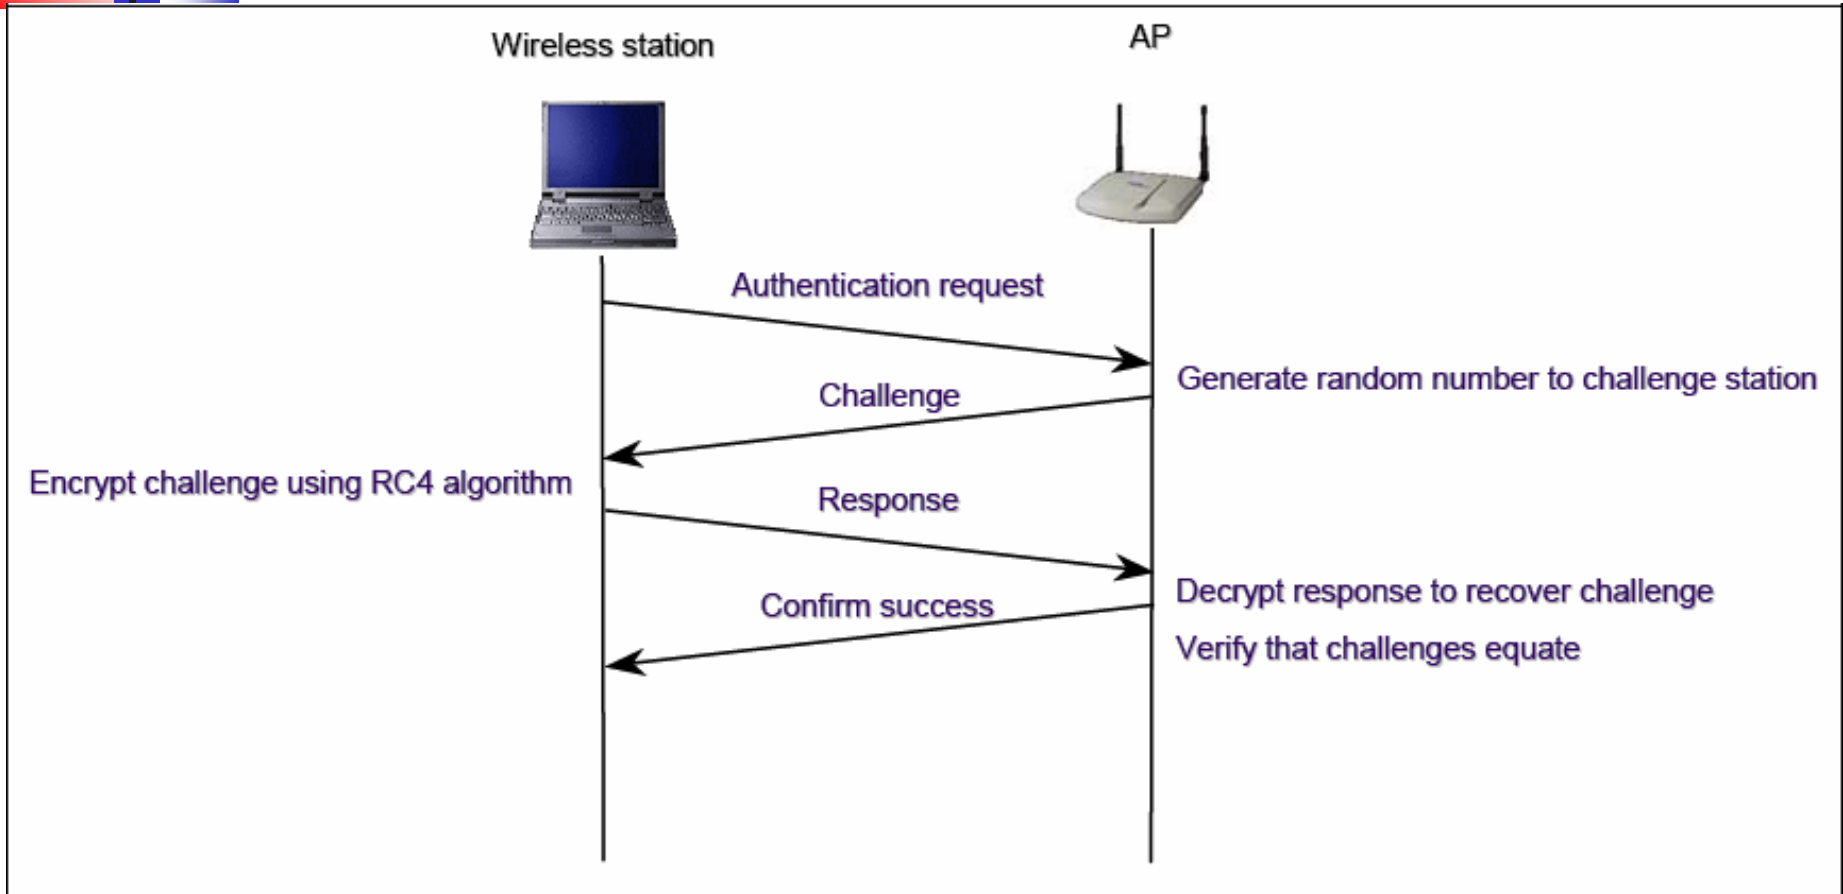 Wireless station
AP
Authentication request
Generate random number to challenge station
Challenge
Encrypt challenge using RC4 algorithm
Response
Decrypt response to recover challenge
Confirm success
Verify that challenges equate